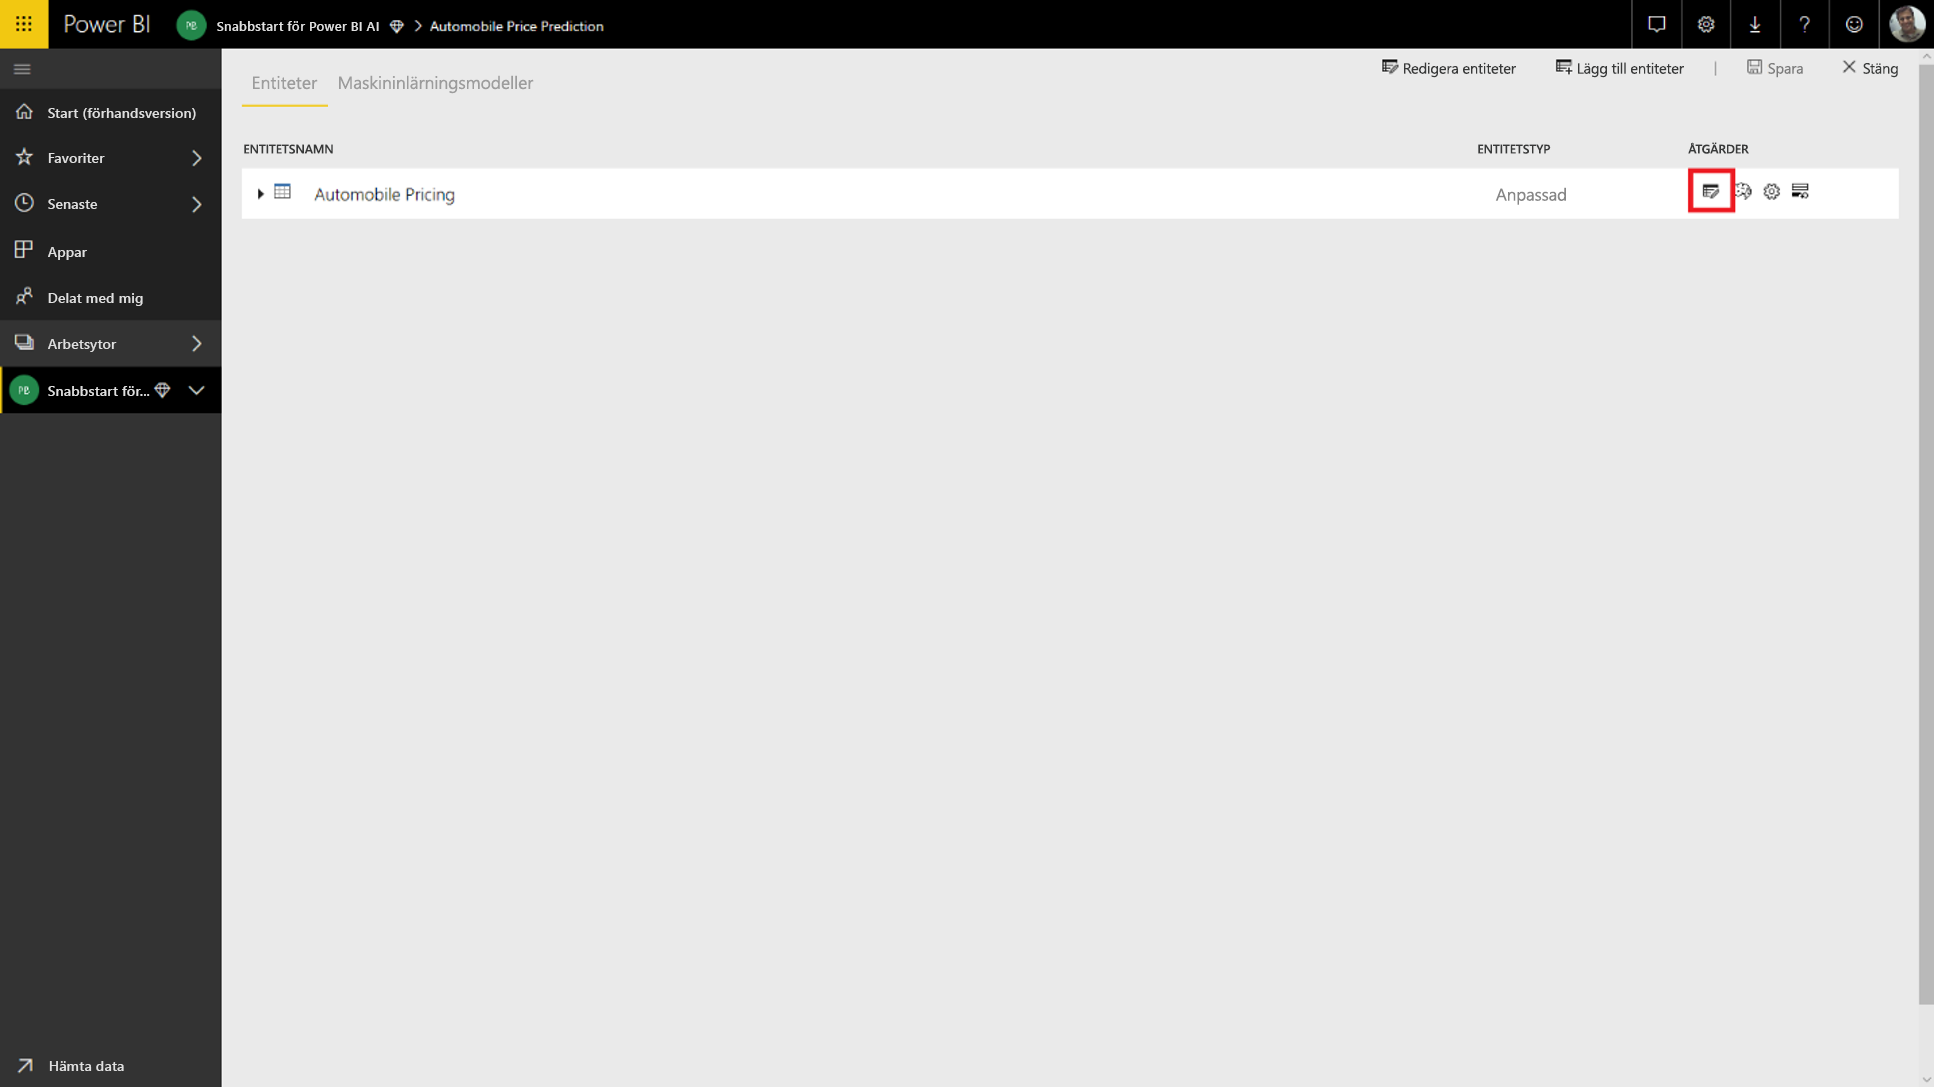 Power BI
PB
Snabbstart för Power BI AI
Automobile Price Prediction
Start (förhandsversion)
Favoriter
Senaste
Appar
Delat med mig
Arbetsytor
PB
Snabbstart för...
Hämta data
Entiteter
Maskininlärningsmodeller
Redigera entiteter
Lägg till entiteter
|
Spara
Stäng
ENTITETSNAMN
ENTITETSTYP
ÅTGÄRDER
Automobile Pricing
Anpassad